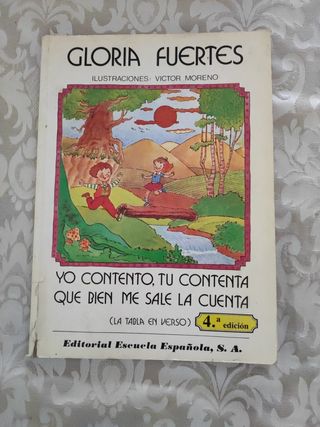 GLORIA FUERTES
ILUSTRACIONES: VICTOR MORENO
YO CONTENTO, TU CONTENTA
QUE BIEN ME SALE LA CUENTA
(LA TABLA EN VERSO)
4.ª edición
Editorial Escuela Española, S. A.